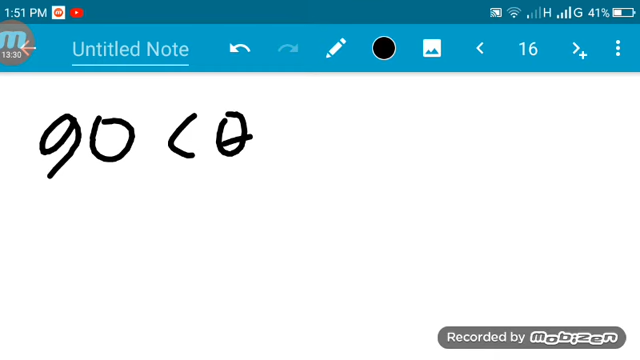 1:51 PM H G 41%
13:30 Untitled Note 16
90 < θ
Recorded by mobizen